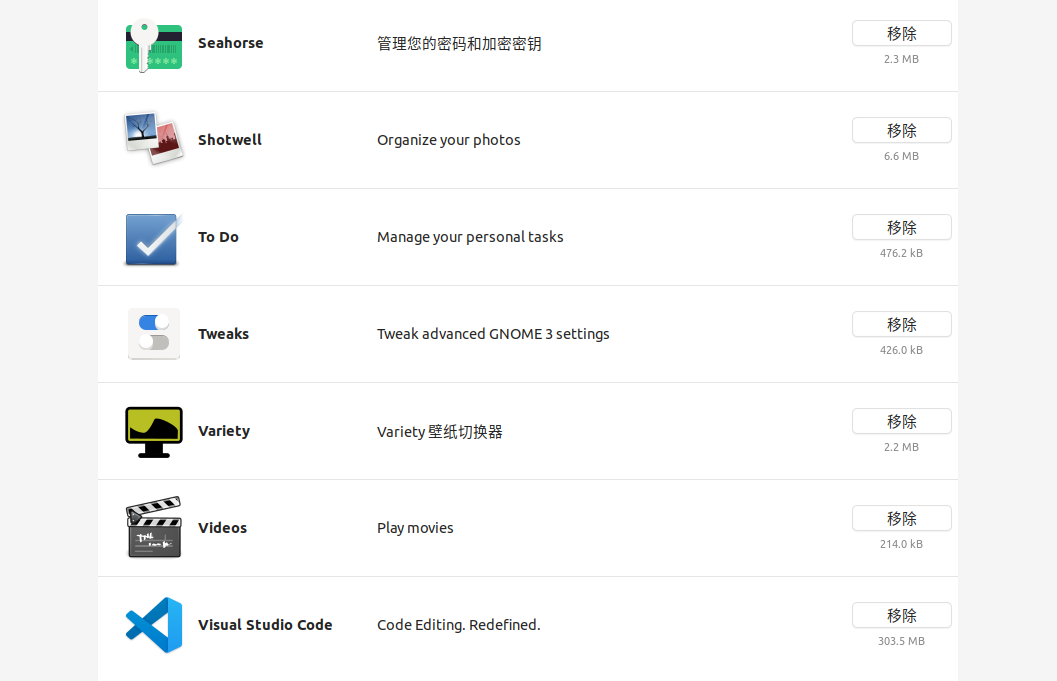 Seahorse 管理您的密码和加密密钥 移除
2.3 MB
Shotwell Organize your photos 移除
6.6 MB
To Do Manage your personal tasks 移除
476.2 kB
Tweaks Tweak advanced GNOME 3 settings 移除
426.0 kB
Variety Variety 壁纸切换器 移除
2.2 MB
Videos Play movies 移除
214.0 kB
Visual Studio Code Code Editing. Redefined. 移除
303.5 MB